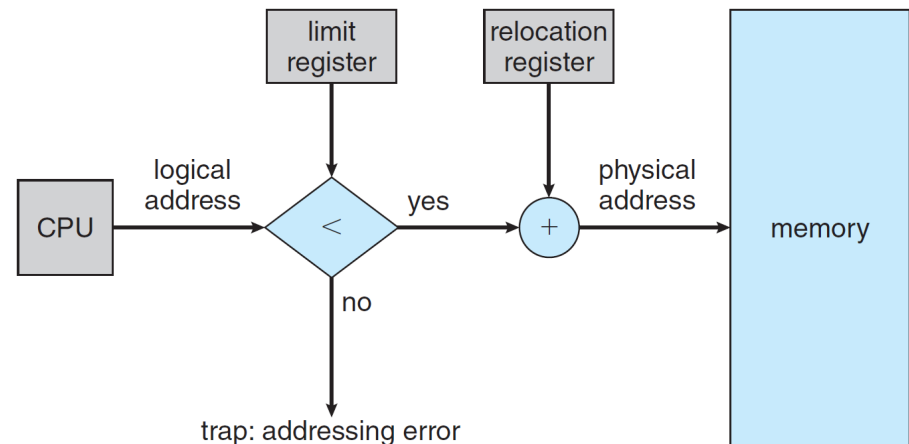 limit
register
relocation
register
logical
address
physical
address
CPU
<
yes
+
memory
no
trap: addressing error